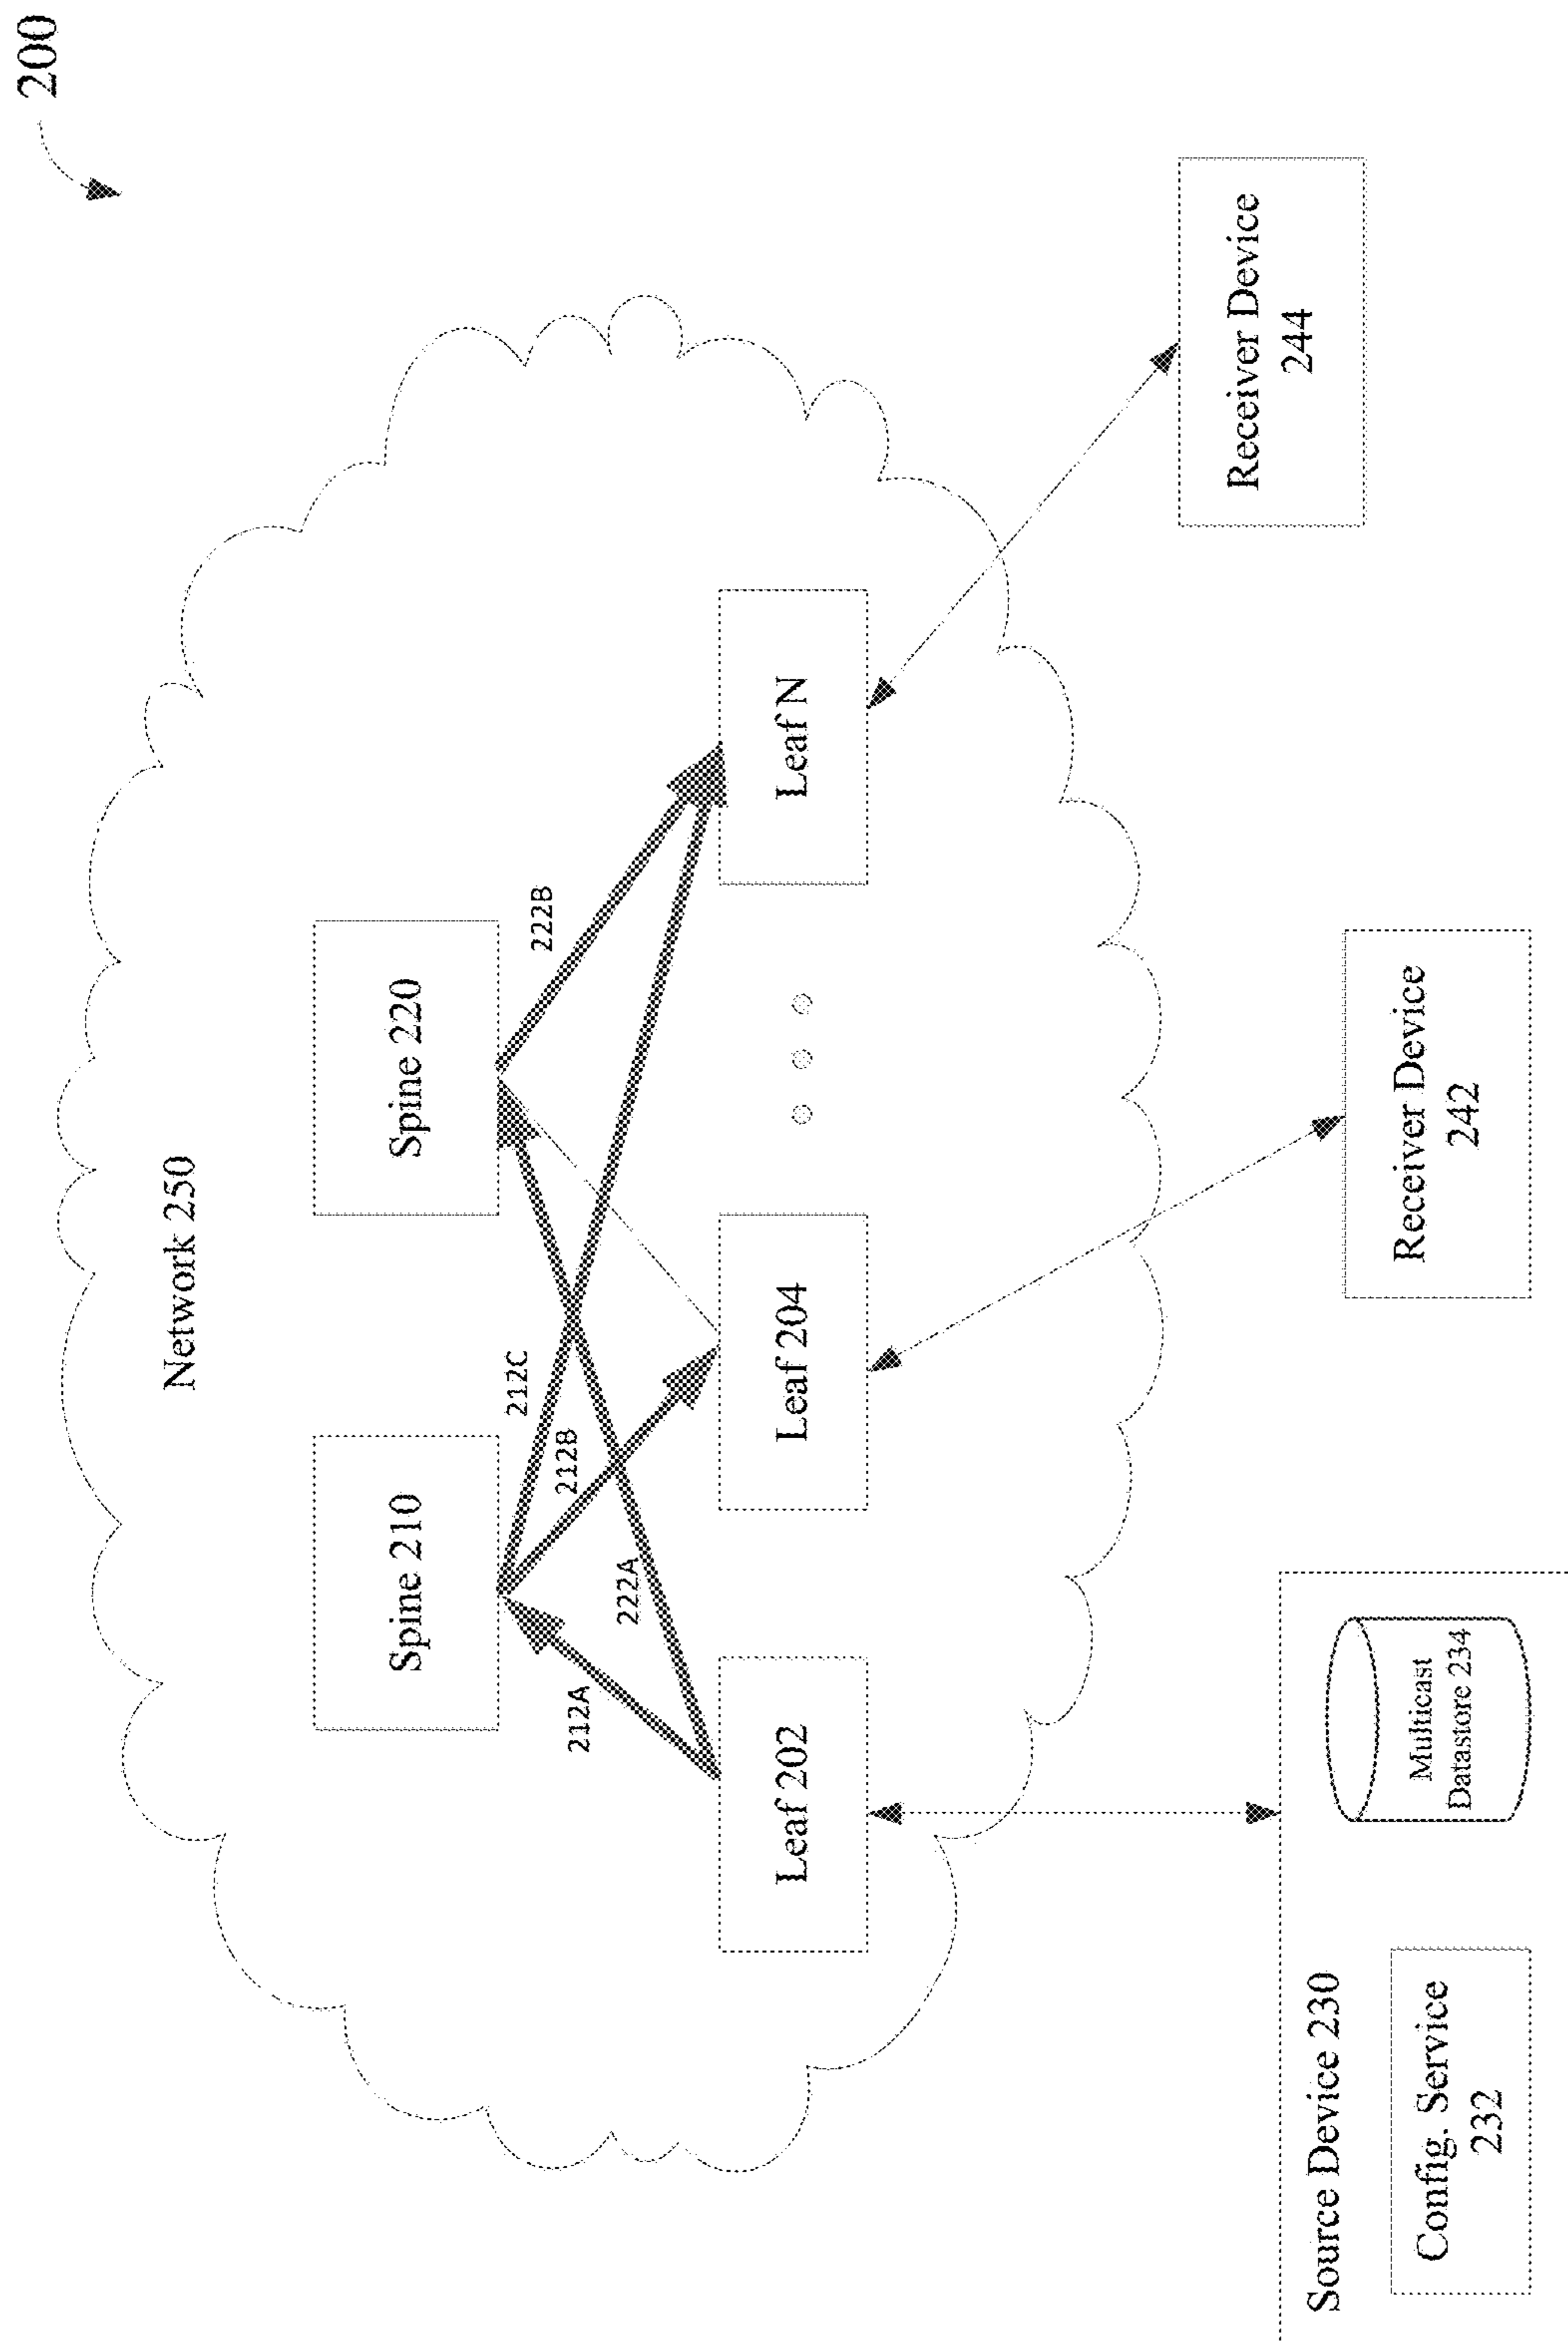 200
Network 250
Spine 210
Spine 220
212A
222A
212B
212C
222B
Leaf 202
Leaf 204
Leaf N
Source Device 230
Config. Service
232
Multicast
Datastore 234
Receiver Device
242
Receiver Device
244